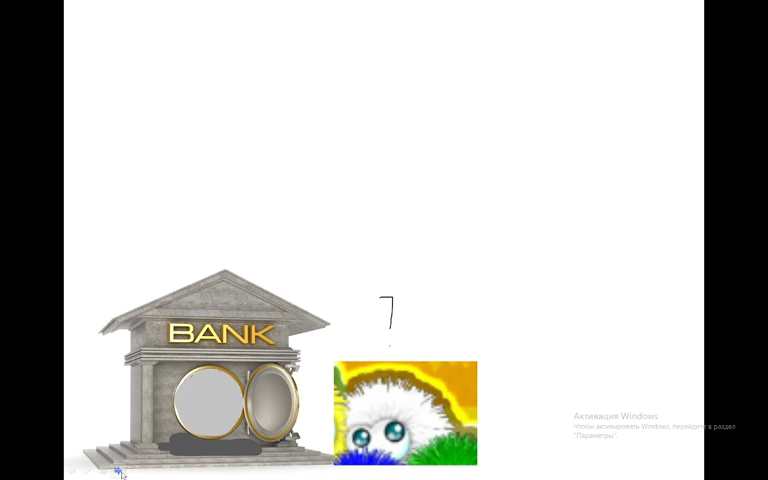 7
BANK
Активация Windows
Чтобы активировать Windows, перейдите в раздел
"Параметры".